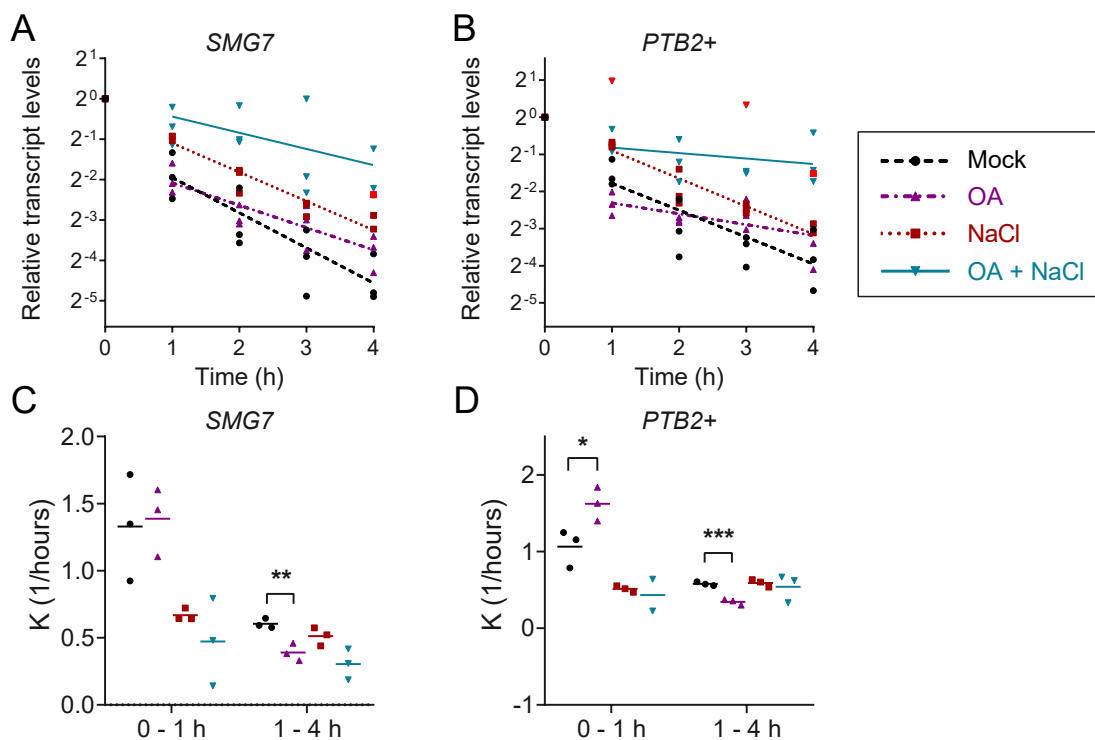 A
SMG7
Relative transcript levels
2^1
2^0
2^-1
2^-2
2^-3
2^-4
2^-5
0
1
2
3
4
Time (h)
B
PTB2+
Relative transcript levels
2^1
2^0
2^-1
2^-2
2^-3
2^-4
2^-5
0
1
2
3
4
Time (h)
Mock
OA
NaCl
OA + NaCl
C
SMG7
K (1/hours)
2.0
1.5
1.0
0.5
0.0
**
0 - 1 h
1 - 4 h
D
PTB2+
K (1/hours)
2
1
0
-1
*
***
0 - 1 h
1 - 4 h